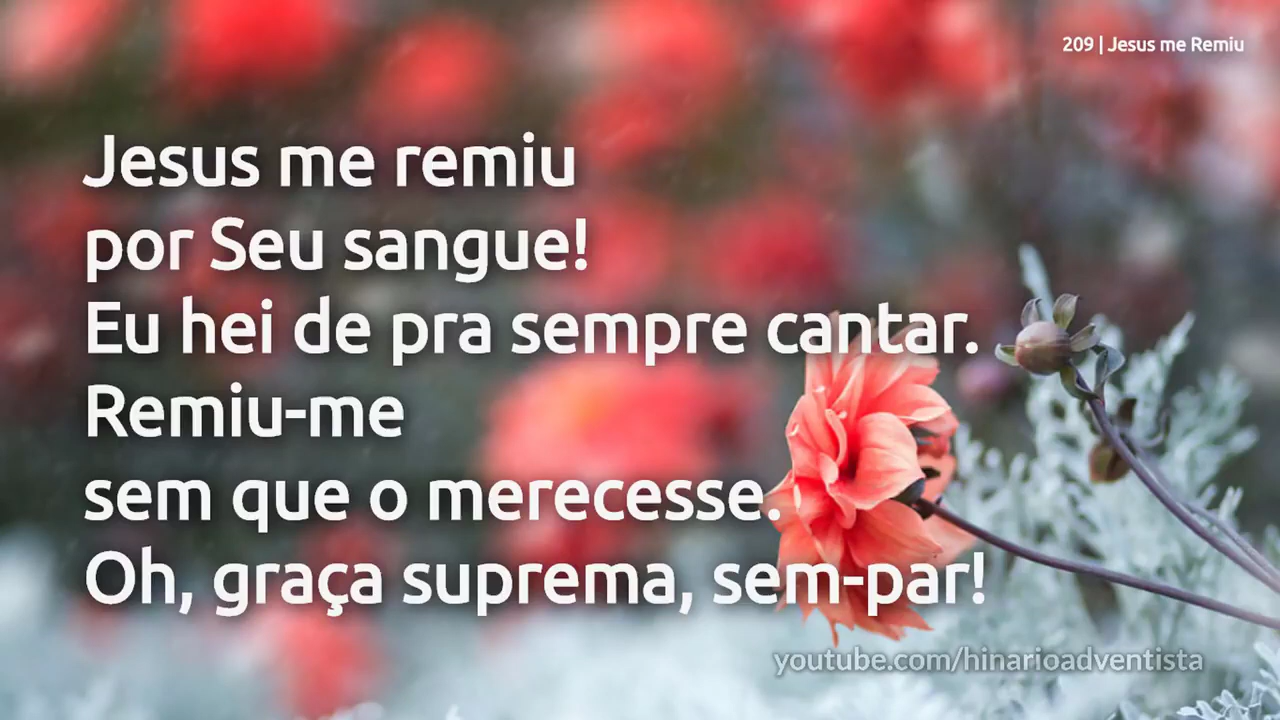 209 | Jesus me Remiu
Jesus me remiu
por Seu sangue!
Eu hei de pra sempre cantar.
Remiu-me
sem que o merecesse.
Oh, graça suprema, sem-par!
youtube.com/hinarioadventista